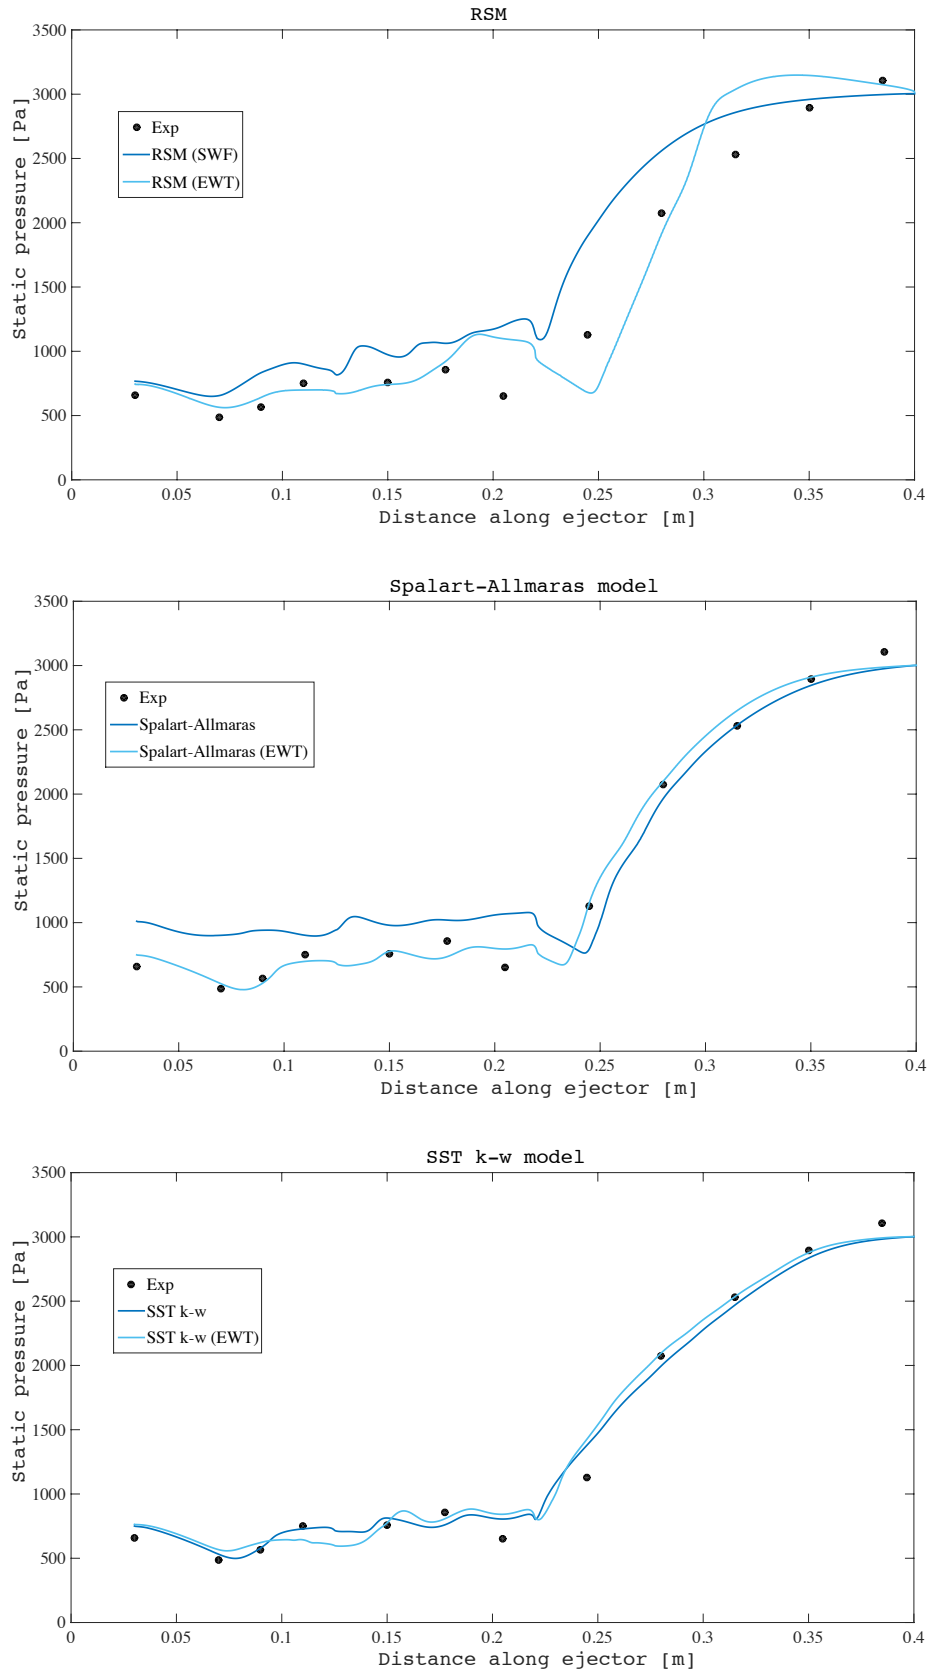 RSM
3500
3000
2500
2000
1500
1000
500
0
Static pressure [Pa]
Exp
RSM (SWF)
RSM (EWT)
0 0.05 0.1 0.15 0.2 0.25 0.3 0.35 0.4
Distance along ejector [m]
Spalart-Allmaras model
3500
3000
2500
2000
1500
1000
500
0
Static pressure [Pa]
Exp
Spalart-Allmaras
Spalart-Allmaras (EWT)
0 0.05 0.1 0.15 0.2 0.25 0.3 0.35 0.4
Distance along ejector [m]
SST k-w model
3500
3000
2500
2000
1500
1000
500
0
Static pressure [Pa]
Exp
SST k-w
SST k-w (EWT)
0 0.05 0.1 0.15 0.2 0.25 0.3 0.35 0.4
Distance along ejector [m]